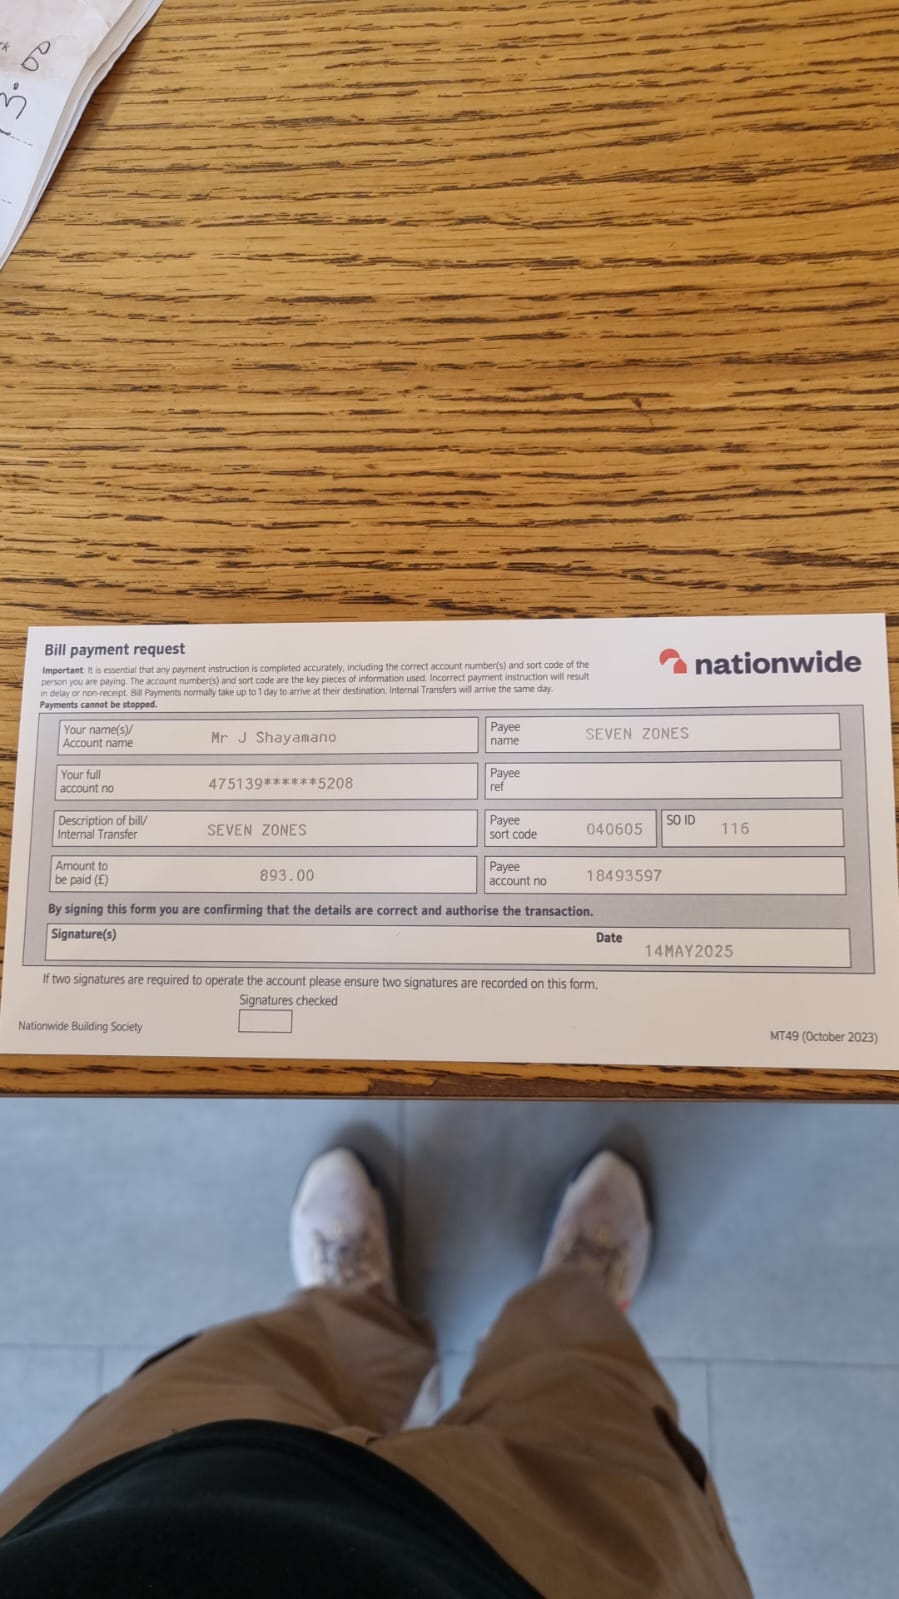 rk
3.
Bill payment request
Important: It is essential that any payment instruction is completed accurately, including the correct account number(s) and sort code of the
person you are paying. The account number(s) and sort code are the key pieces of information used. Incorrect payment instruction will result
in delay or non-receipt. Bill Payments normally take up to 1 day to arrive at their destination. Internal Transfers will arrive the same day.
Payments cannot be stopped.
nationwide
Your name(s)/
Account name
Mr J Shayamano
Payee
name
SEVEN ZONES
Your full
account no
475139******5208
Payee
ref
Description of bill/
Internal Transfer
SEVEN ZONES
Payee
sort code
040605
SO ID
116
Amount to
be paid (£)
893.00
Payee
account no
18493597
By signing this form you are confirming that the details are correct and authorise the transaction.
Signature(s)
Date
14MAY2025
If two signatures are required to operate the account please ensure two signatures are recorded on this form.
Signatures checked
Nationwide Building Society
MT49 (October 2023)